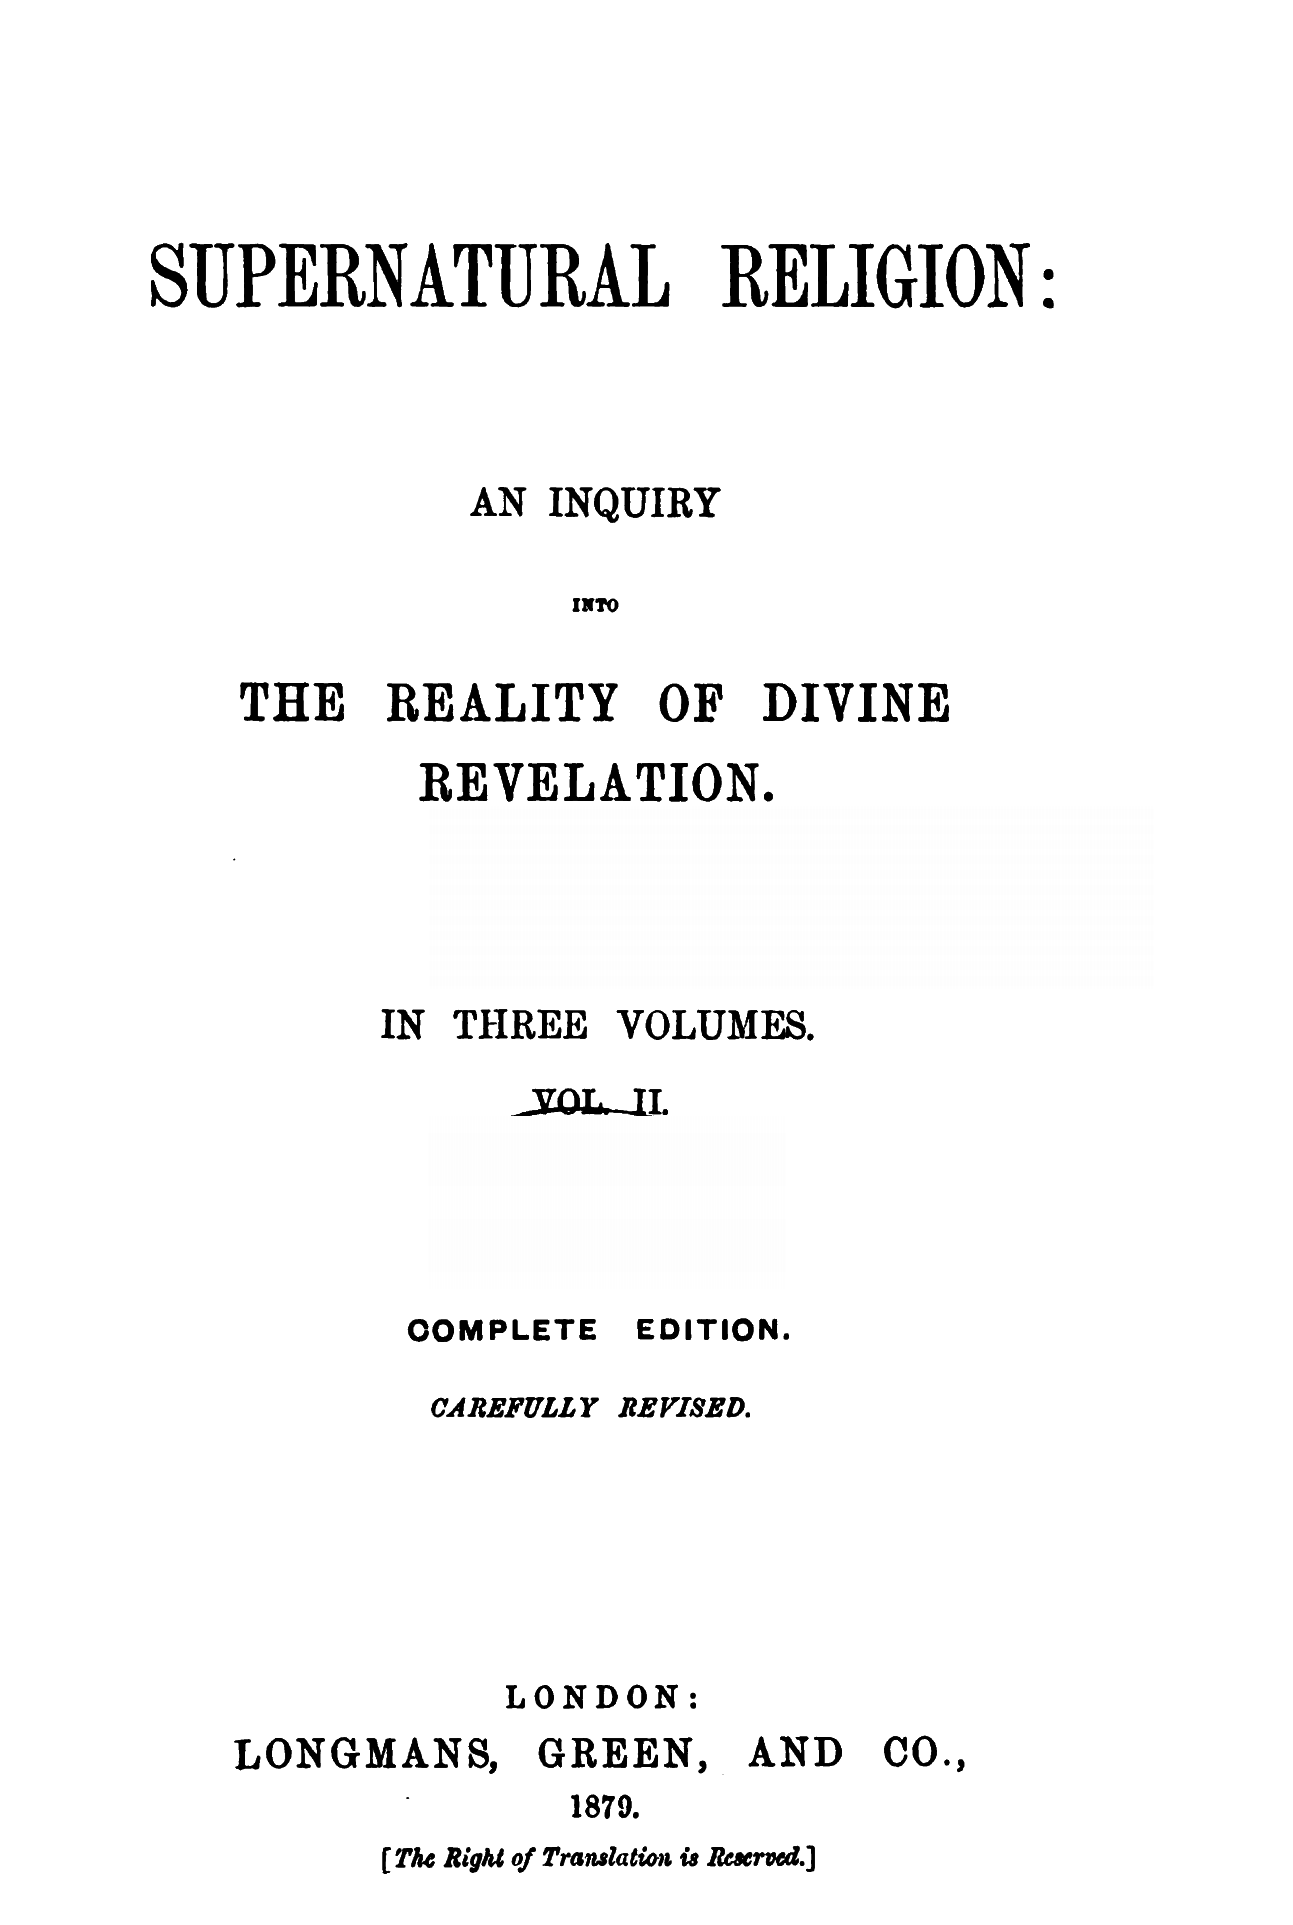 SUPERNATURAL RELIGION:
AN INQUIRY
INTO
THE REALITY OF DIVINE
REVELATION.
IN THREE VOLUMES.
VOL. II.
COMPLETE EDITION.
CAREFULLY REVISED.
LONDON:
LONGMANS, GREEN, AND CO.,
1879.
[The Right of Translation is Reserved.]